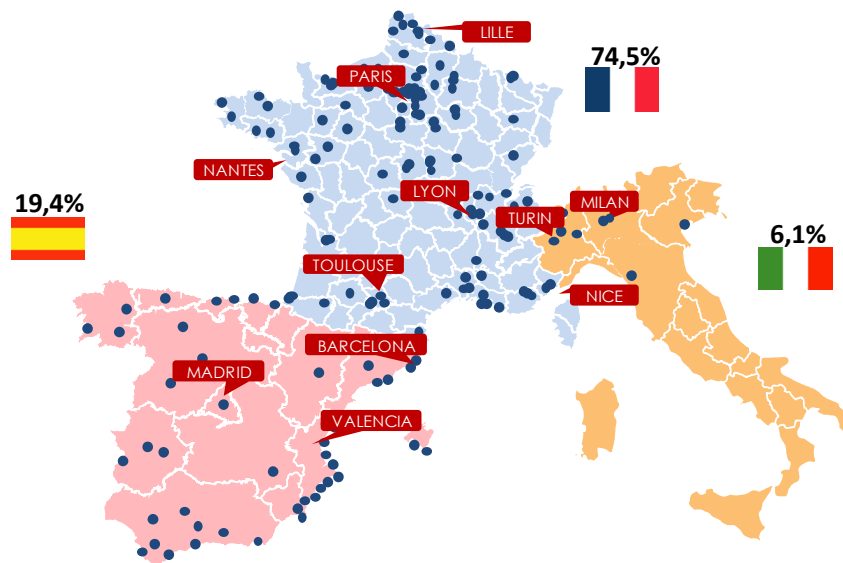 LILLE
74,5%
PARIS
NANTES
LYON
MILAN
19,4%
TURIN
6,1%
TOULOUSE
NICE
BARCELONA
MADRID
VALENCIA